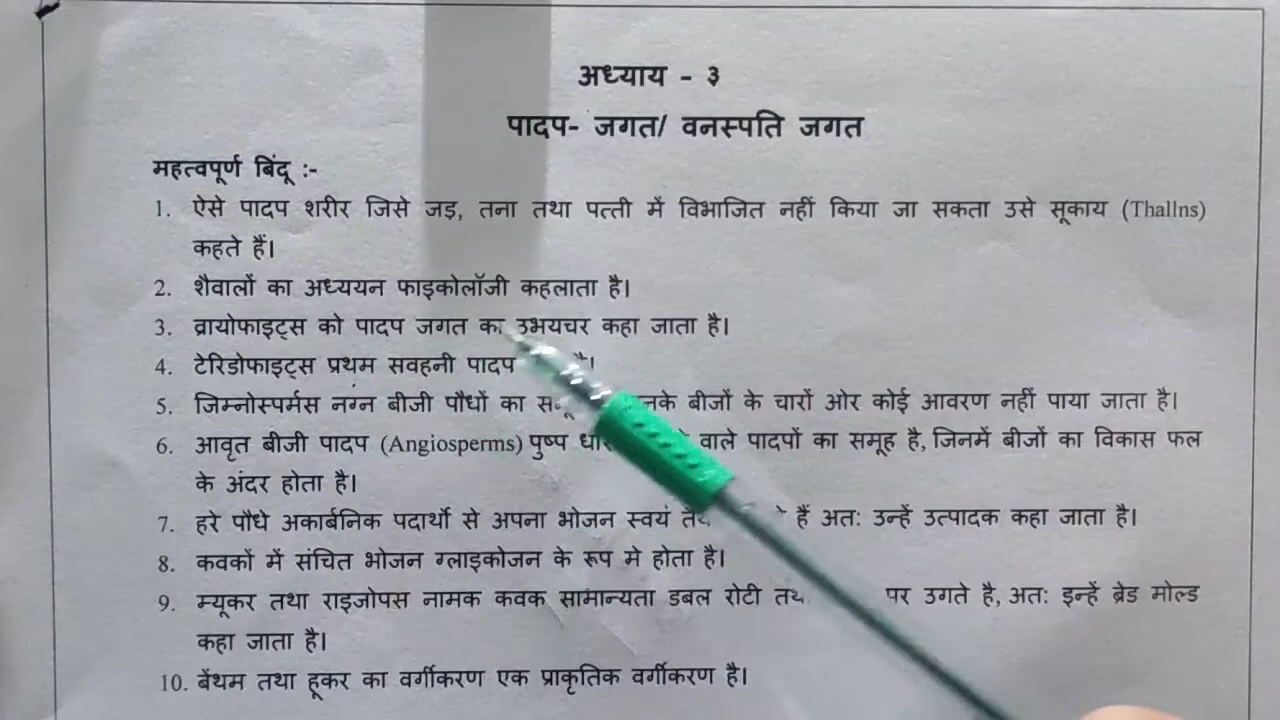 अध्याय - ३
पादप- जगत/ वनस्पति जगत
महत्वपूर्ण बिंदू :-
1. ऐसे पादप शरीर जिसे जड़, तना तथा पत्ती में विभाजित नहीं किया जा सकता उसे सूकाय (Thallns)
कहते हैं।
2. शैवालों का अध्ययन फाइकोलॉजी कहलाता है।
3. व्रायोफाइट्स को पादप जगत का उभयचर कहा जाता है।
4. टेरिडोफाइट्स प्रथम सवहनी पादप है।
5. जिम्नोस्पर्मस नग्न बीजी पौधों का बीजों के चारों ओर कोई आवरण नहीं पाया जाता है।
6. आवृत बीजी पादप (Angiosperms) पुष्प वाले पादपों का समूह है, जिनमें बीजों का विकास फल
के अंदर होता है।
7. हरे पौधे अकार्बनिक पदार्थो से अपना भोजन स्वयं हैं अतः उन्हें उत्पादक कहा जाता है।
8. कवकों में संचित भोजन ग्लाइकोजन के रूप मे होता है।
9. म्यूकर तथा राइजोपस नामक कवक सामान्यता डबल रोटी पर उगते है, अतः इन्हें ब्रेड मोल्ड
कहा जाता है।
10. बेंथम तथा हूकर का वर्गीकरण एक प्राकृतिक वर्गीकरण है।